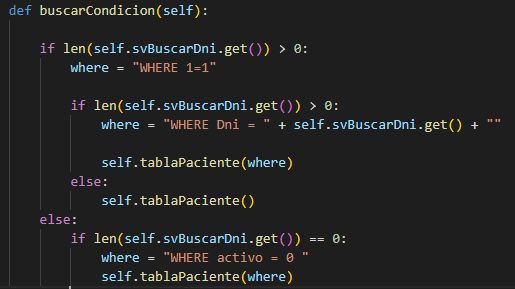 def buscarCondicion(self):
if len(self.svBuscarDni.get()) > 0:
where = "WHERE 1=1"
if len(self.svBuscarDni.get()) > 0:
where = "WHERE Dni = " + self.svBuscarDni.get() + ""
self.tablaPaciente(where)
else:
self.tablaPaciente()
else:
if len(self.svBuscarDni.get()) == 0:
where = "WHERE activo = 0 "
self.tablaPaciente(where)